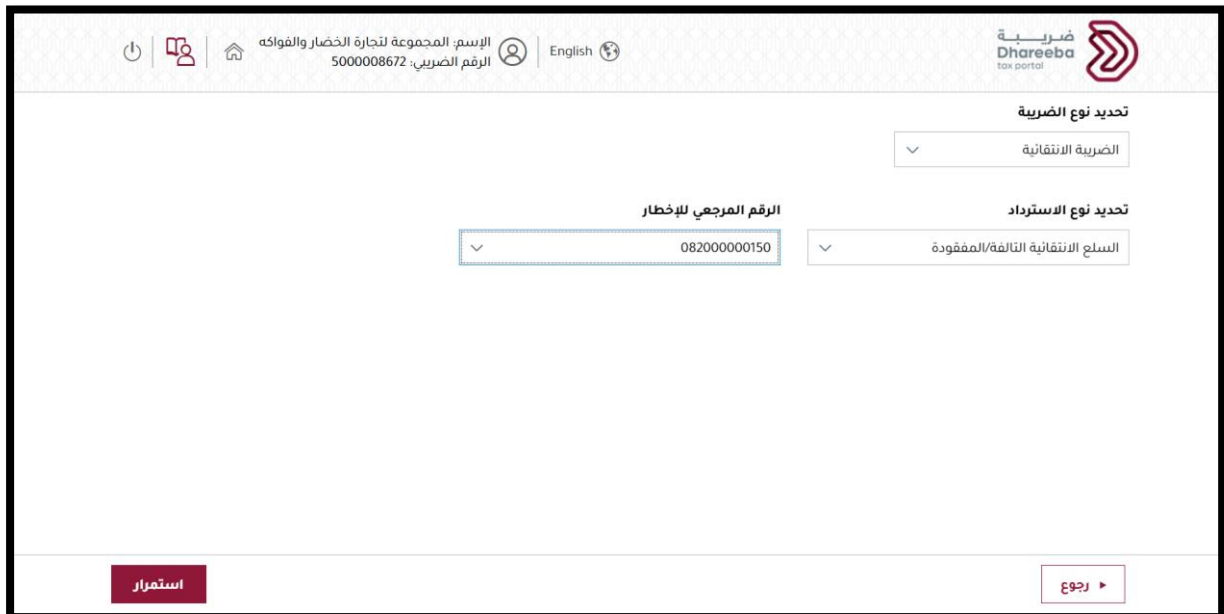 ضريبة
Dhareeba
tax portal
English
الإسم: المجموعة لتجارة الخضار والفواكه
الرقم الضريبي: 5000008672
تحديد نوع الضريبة
الضريبة الانتقائية
تحديد نوع الاسترداد
الرقم المرجعي للإخطار
السلع الانتقائية التالفة/المفقودة
082000000150
رجوع
استمرار